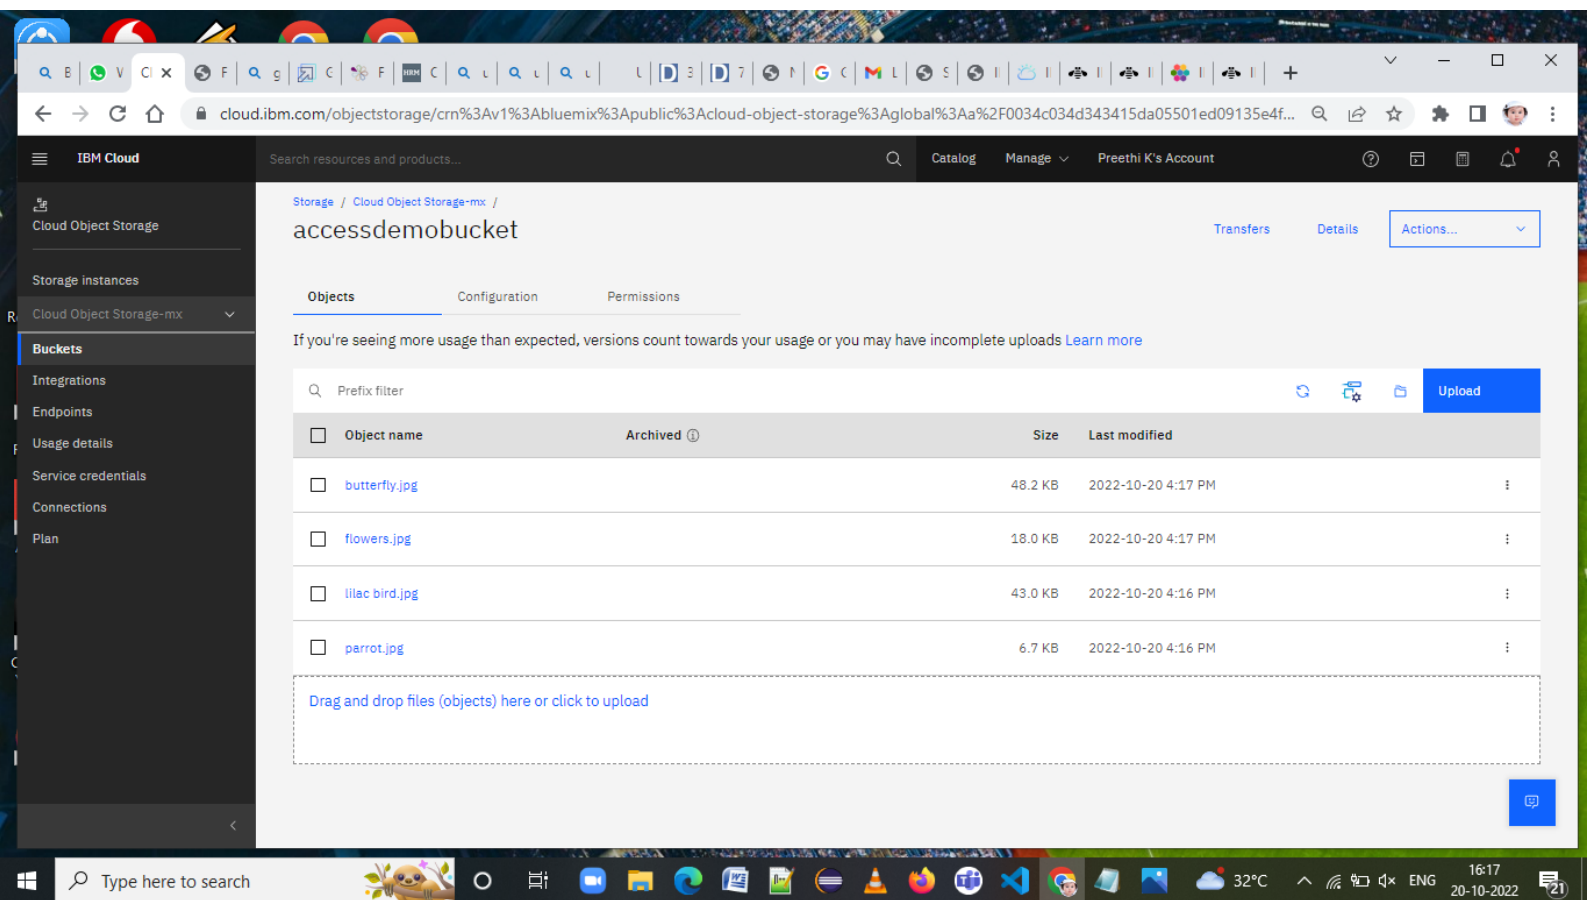 B
V
Cl
F
g
C
F
HRM
C
L
3
7
N
G
(
M
L
S
cloud.ibm.com/objectstorage/crn%3Av1%3Abluemix%3Apublic%3Acloud-object-storage%3Aglobal%3Aa%2F0034c034d343415da05501ed09135e4f...
IBM Cloud
Search resources and products...
Catalog
Manage
Preethi K's Account
Cloud Object Storage
Storage instances
Cloud Object Storage-mx
Buckets
Integrations
Endpoints
Usage details
Service credentials
Connections
Plan
Storage / Cloud Object Storage-mx /
accessdemobucket
Transfers
Details
Actions...
Objects
Configuration
Permissions
If you're seeing more usage than expected, versions count towards your usage or you may have incomplete uploads Learn more
Prefix filter
Upload
Object name Archived Size Last modified
butterfly.jpg 48.2 KB 2022-10-20 4:17 PM
flowers.jpg 18.0 KB 2022-10-20 4:17 PM
lilac bird.jpg 43.0 KB 2022-10-20 4:16 PM
parrot.jpg 6.7 KB 2022-10-20 4:16 PM
Drag and drop files (objects) here or click to upload
Type here to search
32°C
ENG
16:17
20-10-2022
21